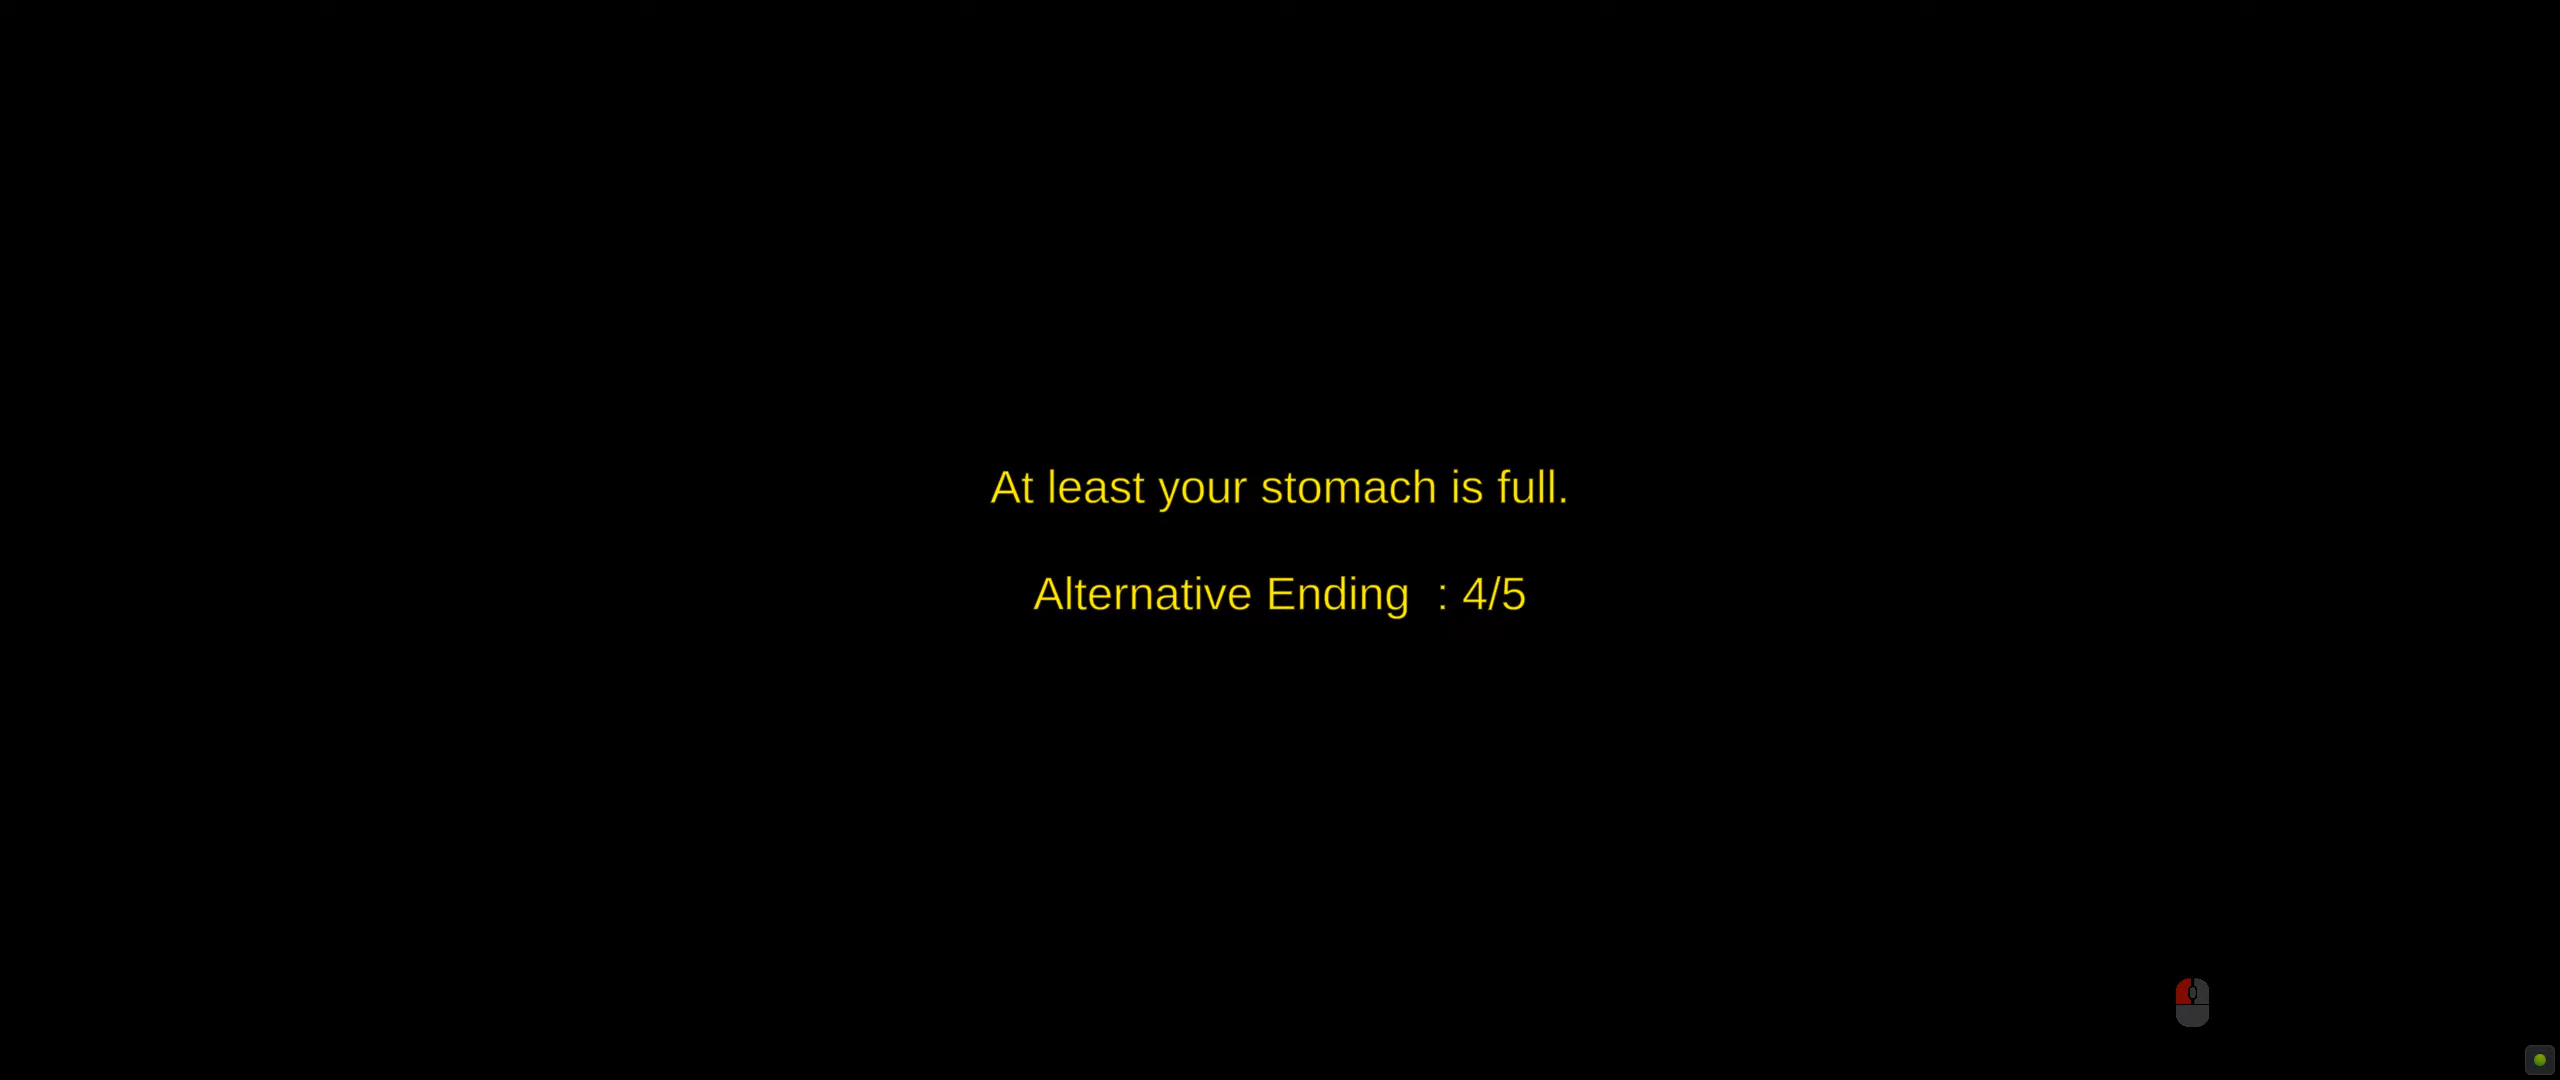 At least your stomach is full.
Alternative Ending  : 4/5